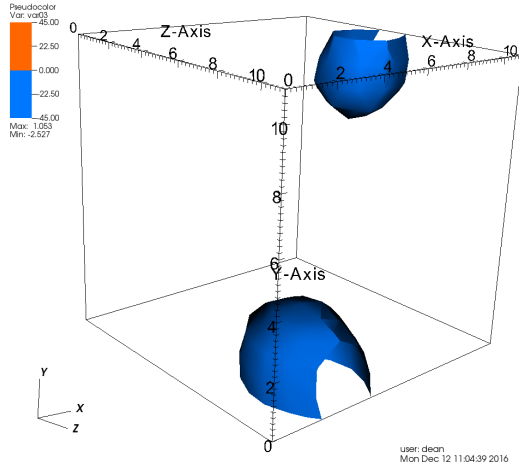 Pseudocolor
Var: var03
45.00
22.50
0.000
-22.50
-45.00
Max: 1.053
Min: -2.527
Z-Axis
0 2 4 6 8 10
X-Axis
0 2 4 6 8 10
10
8
6
Y-Axis
4
2
0
Y
X
Z
user: dean
Mon Dec 12 11:04:39 2016